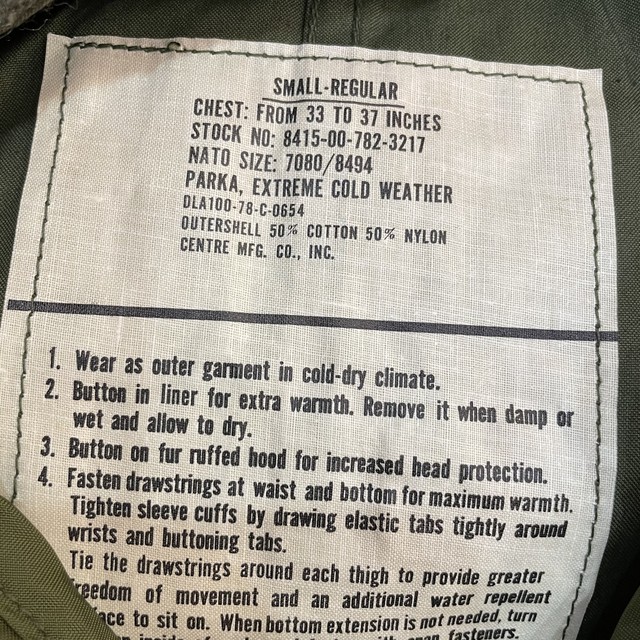 SMALL-REGULAR
CHEST: FROM 33 TO 37 INCHES
STOCK NO: 8415-00-782-3217
NATO SIZE: 7080/8494
PARKA, EXTREME COLD WEATHER
DLA100-78-C-0654
OUTERSHELL 50% COTTON 50% NYLON
CENTRE MFG. CO., INC.
1. Wear as outer garment in cold-dry climate.
2. Button in liner for extra warmth. Remove it when damp or
wet and allow to dry.
3. Button on fur ruffed hood for increased head protection.
4. Fasten drawstrings at waist and bottom for maximum warmth.
Tighten sleeve cuffs by drawing elastic tabs tightly around
wrists and buttoning tabs.
Tie the drawstrings around each thigh to provide greater
reedom of movement and an additional water repellent
ace to sit on. When bottom extension is not needed, turn
fasteners.